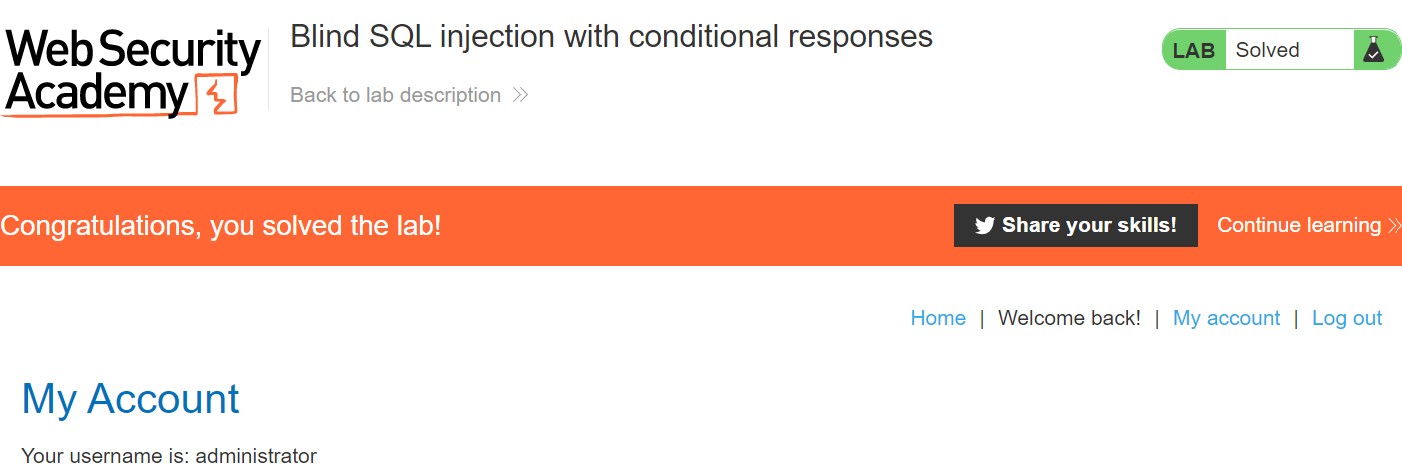 Web Security
Academy
Blind SQL injection with conditional responses
Back to lab description
LAB Solved
Congratulations, you solved the lab!
Share your skills! Continue learning
Home | Welcome back! | My account | Log out
My Account
Your username is: administrator